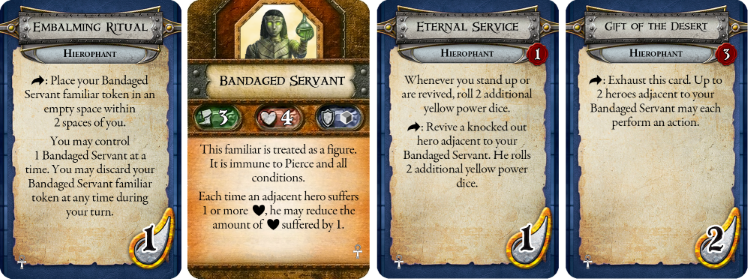 EMBALMING RITUAL
HIEROPHANT
: Place your Bandaged
Servant familiar token in an
empty space within
2 spaces of you.
You may control
1 Bandaged Servant at a
time. You may discard your
Bandaged Servant familiar
token at any time during
your turn.
1
BANDAGED SERVANT
3
4
This familiar is treated as a figure.
It is immune to Pierce and all
conditions.
Each time an adjacent hero suffers
1 or more ♥, he may reduce the
amount of ♥ suffered by 1.
ETERNAL SERVICE
HIEROPHANT
1
Whenever you stand up or
are revived, roll 2 additional
yellow power dice.
: Revive a knocked out
hero adjacent to your
Bandaged Servant. He rolls
2 additional yellow power
dice.
1
GIFT OF THE DESERT
HIEROPHANT
3
: Exhaust this card. Up to
2 heroes adjacent to your
Bandaged Servant may each
perform an action.
2